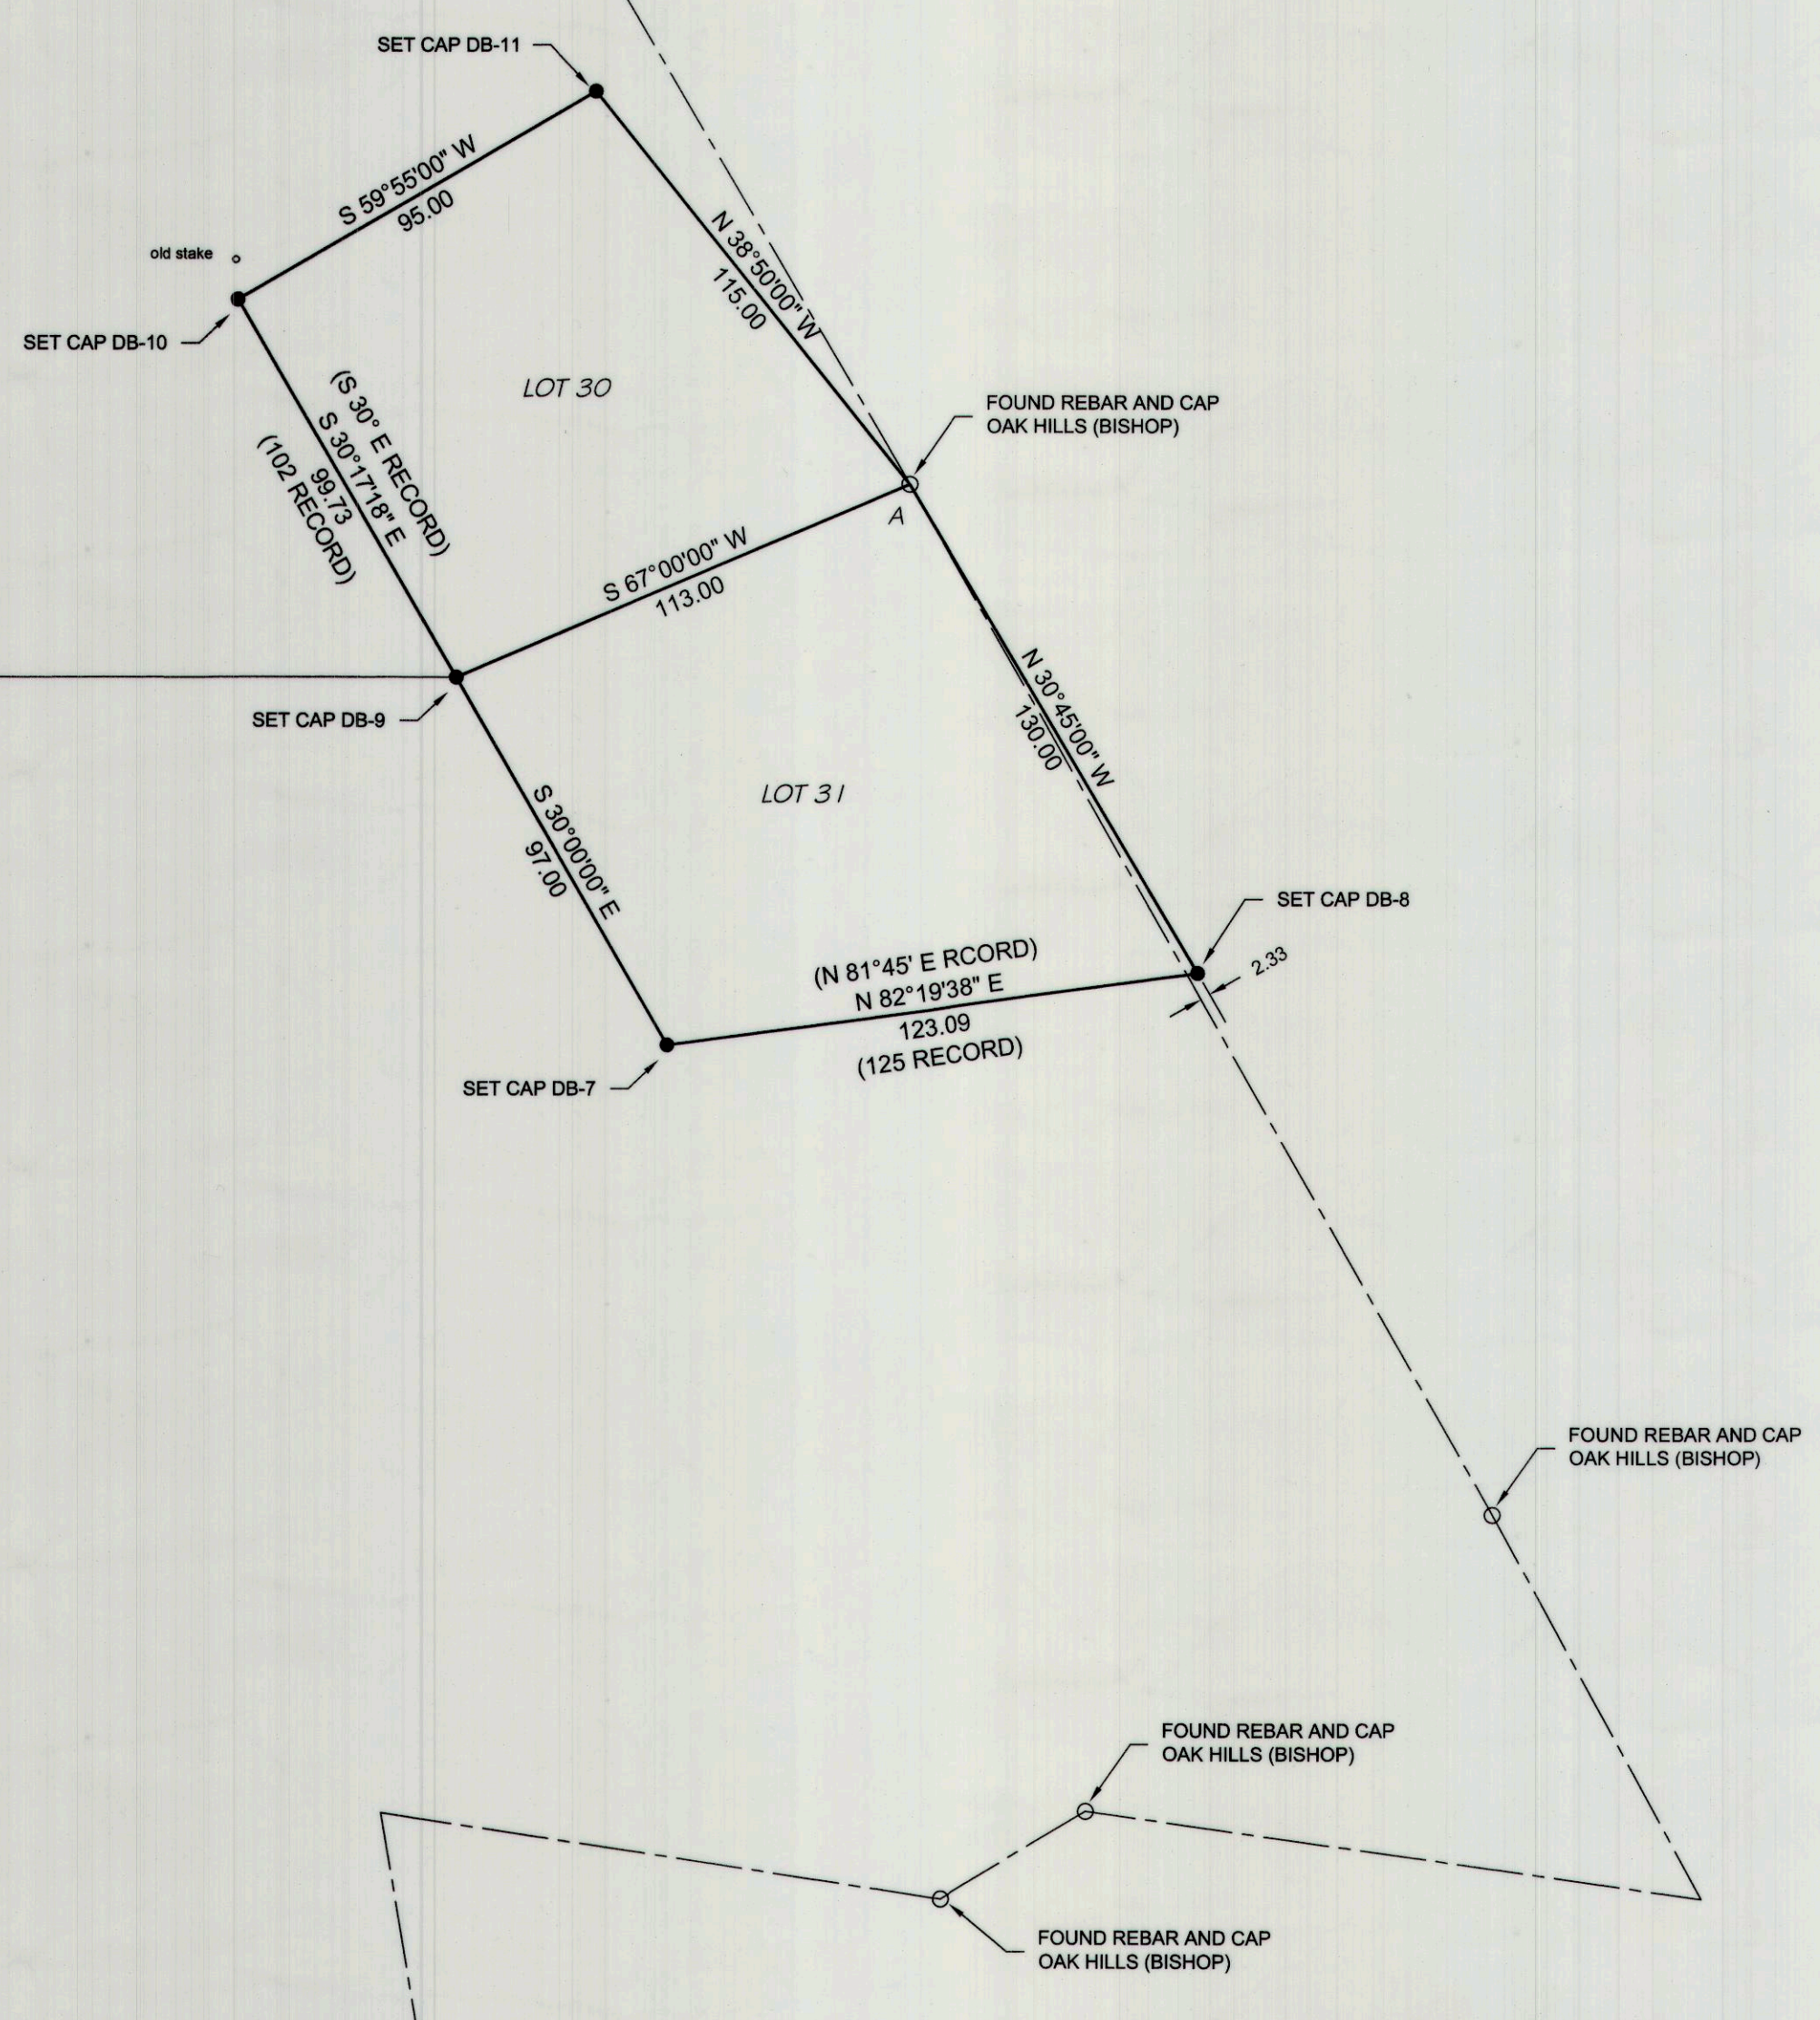 SET CAP DB-11
S 59°55'00" W
95.00
old stake
SET CAP DB-10
N 38°50'00" W
115.00
(S 30° E RECORD)
S 30°17'18" E
99.73
(102 RECORD)
LOT 30
FOUND REBAR AND CAP
OAK HILLS (BISHOP)
A
S 67°00'00" W
113.00
SET CAP DB-9
N 30°45'00" W
130.00
S 30°00'00" E
97.00
LOT 31
SET CAP DB-8
2.33
(N 81°45' E RCORD)
N 82°19'38" E
123.09
(125 RECORD)
SET CAP DB-7
FOUND REBAR AND CAP
OAK HILLS (BISHOP)
FOUND REBAR AND CAP
OAK HILLS (BISHOP)
FOUND REBAR AND CAP
OAK HILLS (BISHOP)